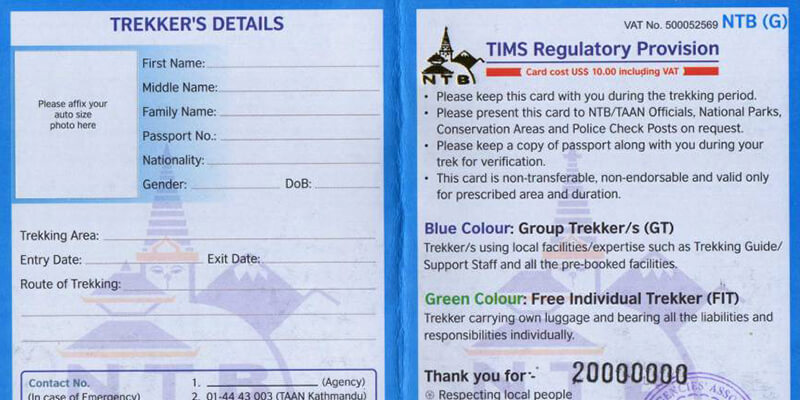 TREKKER'S DETAILS
Please affix your
auto size
photo here
First Name:
Middle Name:
Family Name:
Passport No.:
Nationality:
Gender: DoB:
Trekking Area:
Entry Date: Exit Date:
Route of Trekking:
NTB
Contact No.
(In case of Emergency)
1. (Agency)
2. 01-44 43 003 (TAAN Kathmandu)
VAT No. 500052569 NTB (G)
NTB
TIMS Regulatory Provision
Card cost US$ 10.00 including VAT
• Please keep this card with you during the trekking period.
• Please present this card to NTB/TAAN Officials, National Parks,
Conservation Areas and Police Check Posts on request.
• Please keep a copy of passport along with you during your
trek for verification.
• This card is non-transferable, non-endorsable and valid only
for prescribed area and duration.
Blue Colour: Group Trekker/s (GT)
Trekker/s using local facilities/expertise such as Trekking Guide/
Support Staff and all the pre-booked facilities.
Green Colour: Free Individual Trekker (FIT)
Trekker carrying own luggage and bearing all the liabilities and
responsibilities individually.
Thank you for - 20000000
Respecting local people